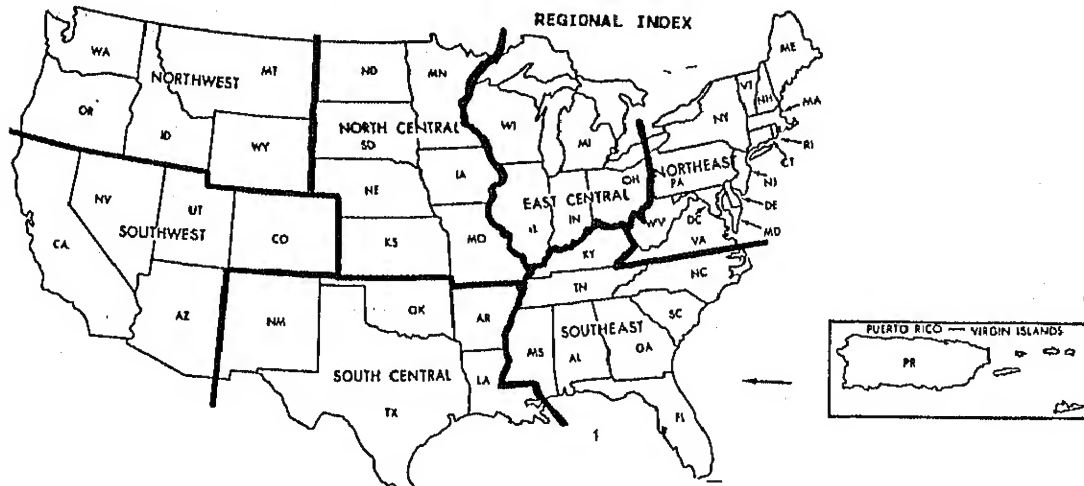 REGIONAL INDEX
WA
MT
ND
MN
ME
NORTHWEST
VT
NH
MA
OR
ID
WY
NORTH CENTRAL
SD
WI
MI
NY
RI
CT
NORTHEAST
PA
NJ
IA
NE
OH
EAST CENTRAL
IL
IN
DE
NV
UT
SOUTHWEST
CO
KS
MO
WV
DC
MD
VA
CA
KY
NC
TN
AZ
NM
OK
AR
SC
SOUTHEAST
MS
AL
GA
SOUTH CENTRAL
LA
TX
FL
1
PUERTO RICO — VIRGIN ISLANDS
PR